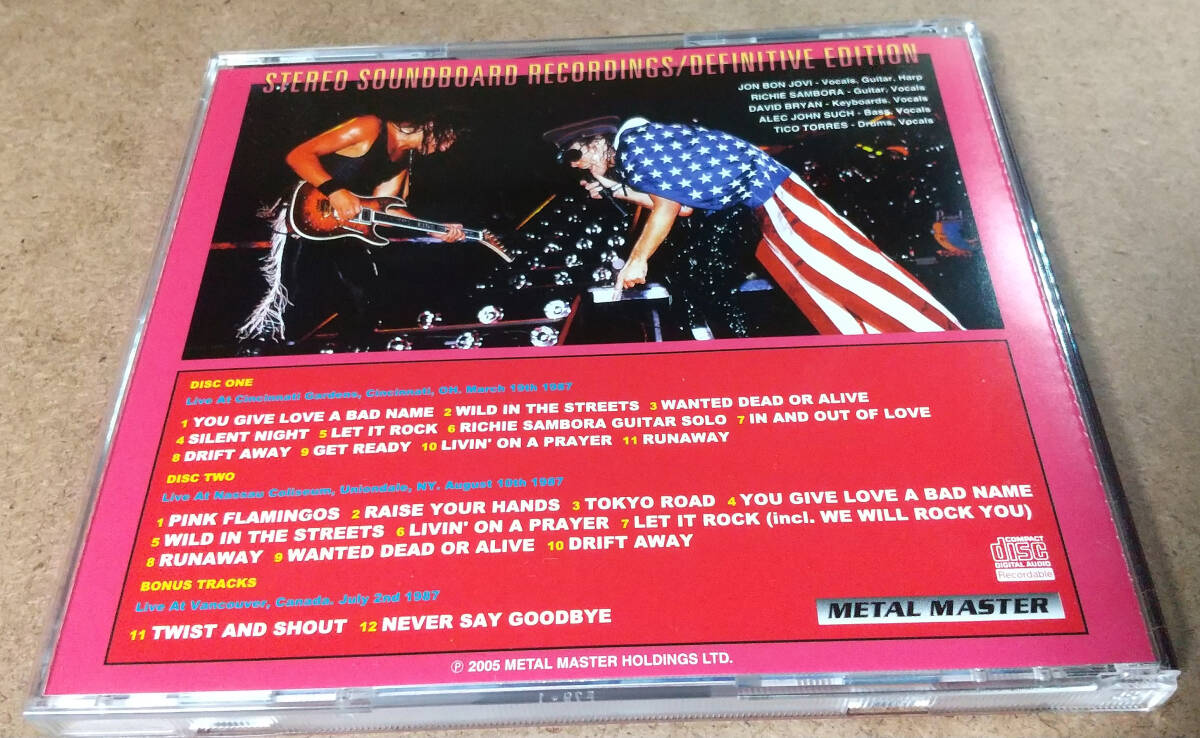 STEREO SOUNDBOARD RECORDINGS/DEFINITIVE EDITION
JON BON JOVI - Vocals, Guitar, Harp
RICHIE SAMBORA - Guitar, Vocals
DAVID BRYAN - Keyboards, Vocals
ALEC JOHN SUCH - Bass, Vocals
TICO TORRES - Drums, Vocals
DISC ONE
Live At Cincinnati Gardens, Cincinnati, OH. March 19th 1987
1 YOU GIVE LOVE A BAD NAME 2 WILD IN THE STREETS 3 WANTED DEAD OR ALIVE
4 SILENT NIGHT 5 LET IT ROCK 6 RICHIE SAMBORA GUITAR SOLO 7 IN AND OUT OF LOVE
8 DRIFT AWAY 9 GET READY 10 LIVIN' ON A PRAYER 11 RUNAWAY
DISC TWO
Live At Nassau Coliseum, Uniondale, NY. August 10th 1987
1 PINK FLAMINGOS 2 RAISE YOUR HANDS 3 TOKYO ROAD 4 YOU GIVE LOVE A BAD NAME
5 WILD IN THE STREETS 6 LIVIN' ON A PRAYER 7 LET IT ROCK (incl. WE WILL ROCK YOU)
8 RUNAWAY 9 WANTED DEAD OR ALIVE 10 DRIFT AWAY
BONUS TRACKS
Live At Vancouver, Canada. July 2nd 1987
11 TWIST AND SHOUT 12 NEVER SAY GOODBYE
COMPACT
disc
DIGITAL AUDIO
Recordable
METAL MASTER
℗ 2005 METAL MASTER HOLDINGS LTD.